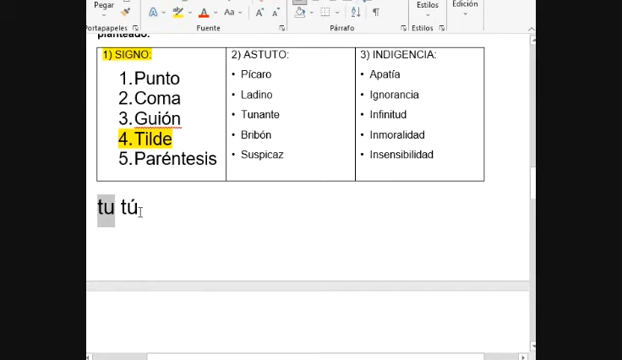 Pegar
Portapapeles
Fuente
Párrafo
Estilos
Estilos
Edición
planteado:
1) SIGNO:
1.Punto
2.Coma
3.Guión
4.Tilde
5.Paréntesis
2) ASTUTO:
• Pícaro
• Ladino
• Tunante
• Bribón
• Suspicaz
3) INDIGENCIA:
• Apatía
• Ignorancia
• Infinitud
• Inmoralidad
• Insensibilidad
tu tú